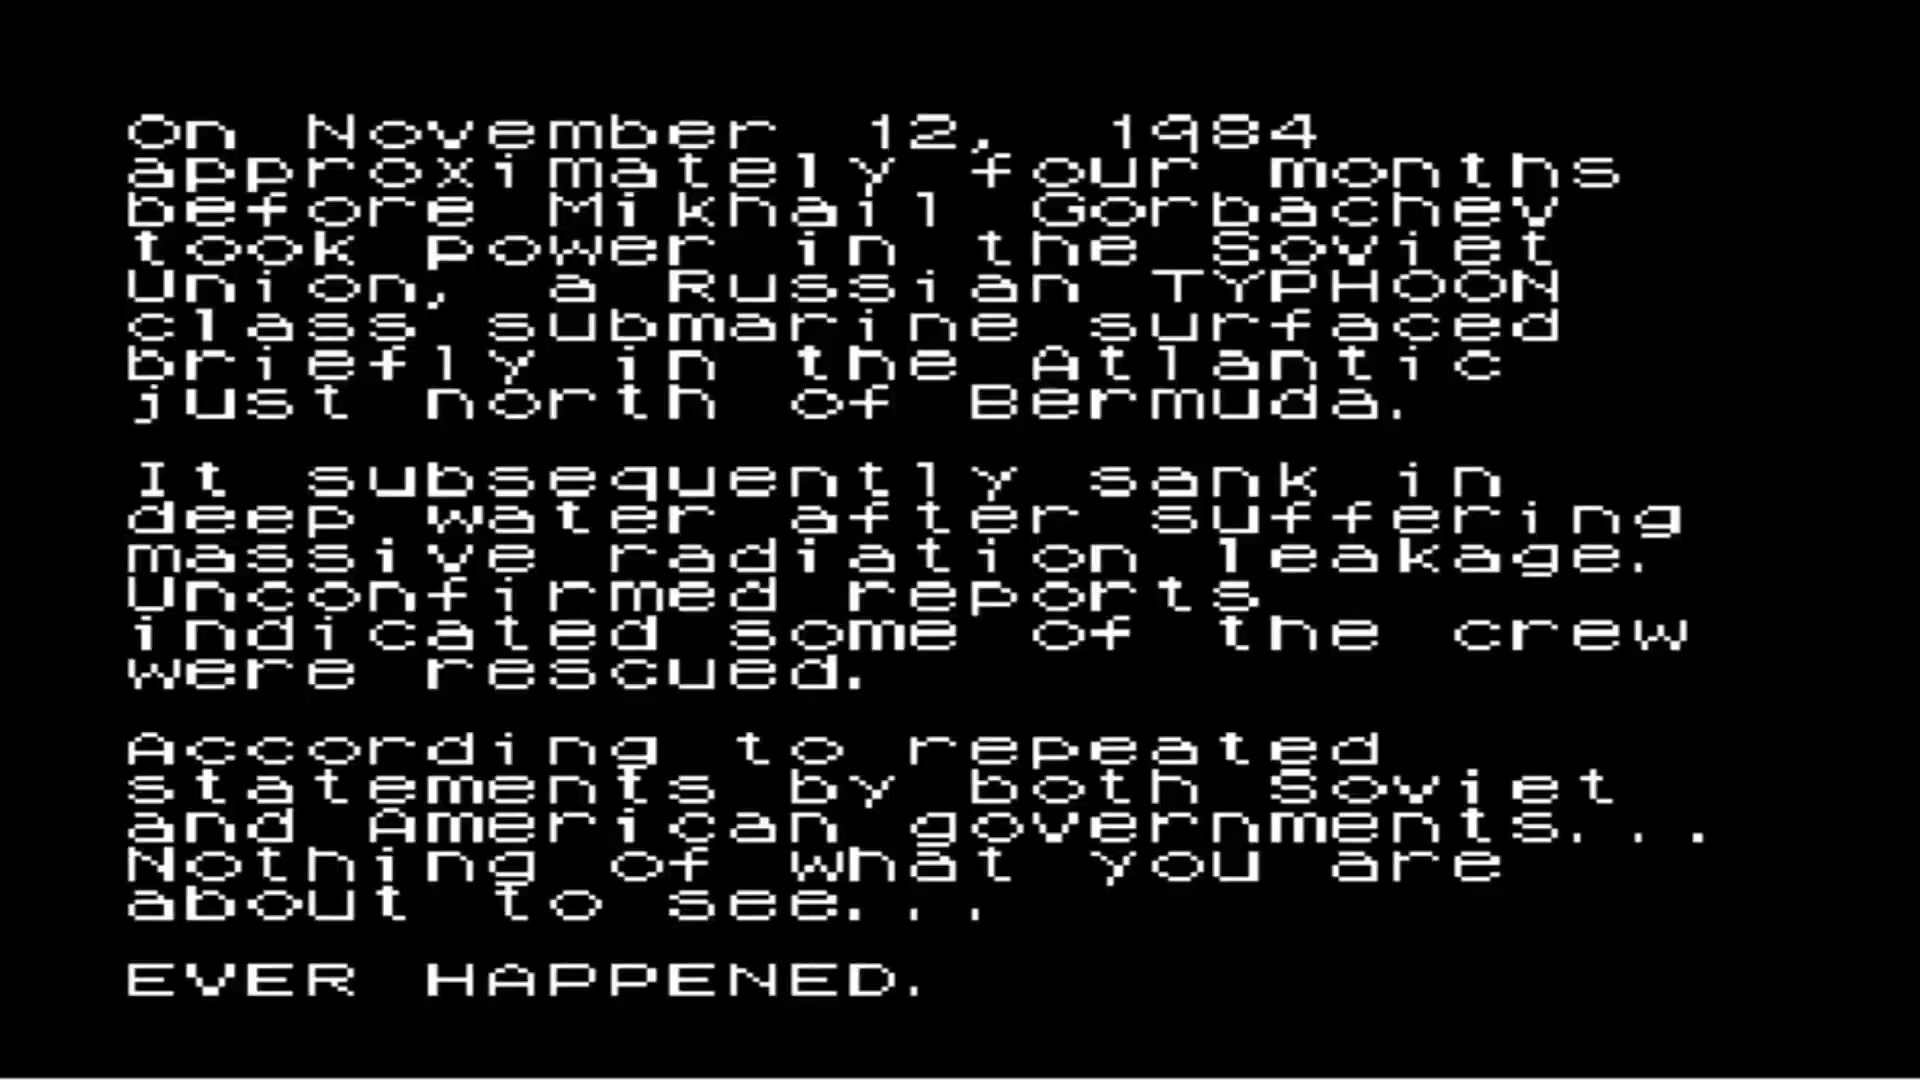 On November 12, 1984
approximately four months
before Mikhail Gorbachev
took power in the Soviet
Union, a Russian TYPHOON
class submarine surfaced
briefly in the Atlantic
just north of Bermuda.
It subsequently sank in
deep water after suffering
massive radiation leakage.
Unconfirmed reports
indicated some of the crew
were rescued.
According to repeated
statements by both Soviet
and American governments...
Nothing of what you are
about to see...
EVER HAPPENED.